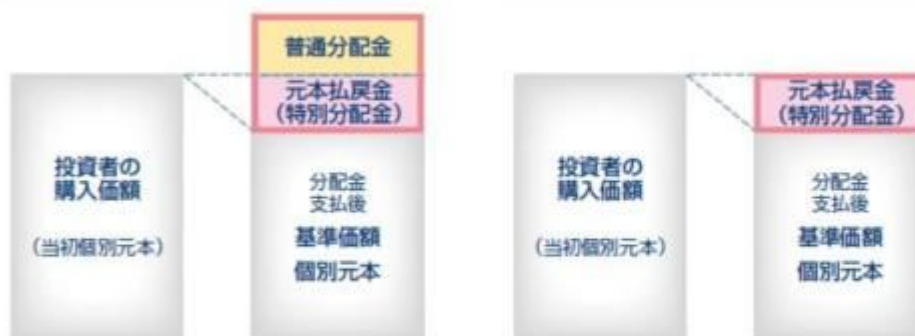 普通分配金
元本払戻金
(特別分配金)
投資者の
購入価額
(当初個別元本)
分配金
支払後
基準価額
個別元本
元本払戻金
(特別分配金)
投資者の
購入価額
(当初個別元本)
分配金
支払後
基準価額
個別元本